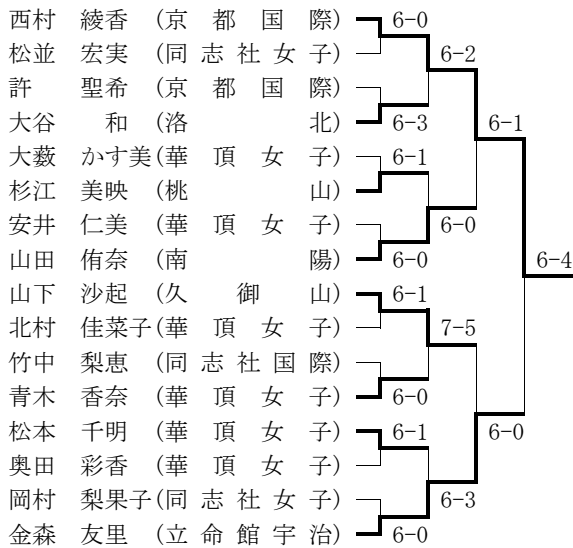 西村　綾香　(京　都　国　際) 6-0
松並　宏実　(同 志 社 女 子) 6-2
許　　聖希　(京　都　国　際)
大谷　　和　(洛　　　　　北) 6-3 6-1
大薮　かす美(華　頂　女　子) 6-1
杉江　美映　(桃　　　　　山)
安井　仁美　(華　頂　女　子) 6-0
山田　侑奈　(南　　　　　陽) 6-0 6-4
山下　沙起　(久　　御　　山) 6-1
北村　佳菜子(華　頂　女　子) 7-5
竹中　梨恵　(同 志 社 国 際)
青木　香奈　(華　頂　女　子) 6-0
松本　千明　(華　頂　女　子) 6-1 6-0
奥田　彩香　(華　頂　女　子)
岡村　梨果子(同 志 社 女 子) 6-3
金森　友里　(立 命 館 宇 治) 6-0